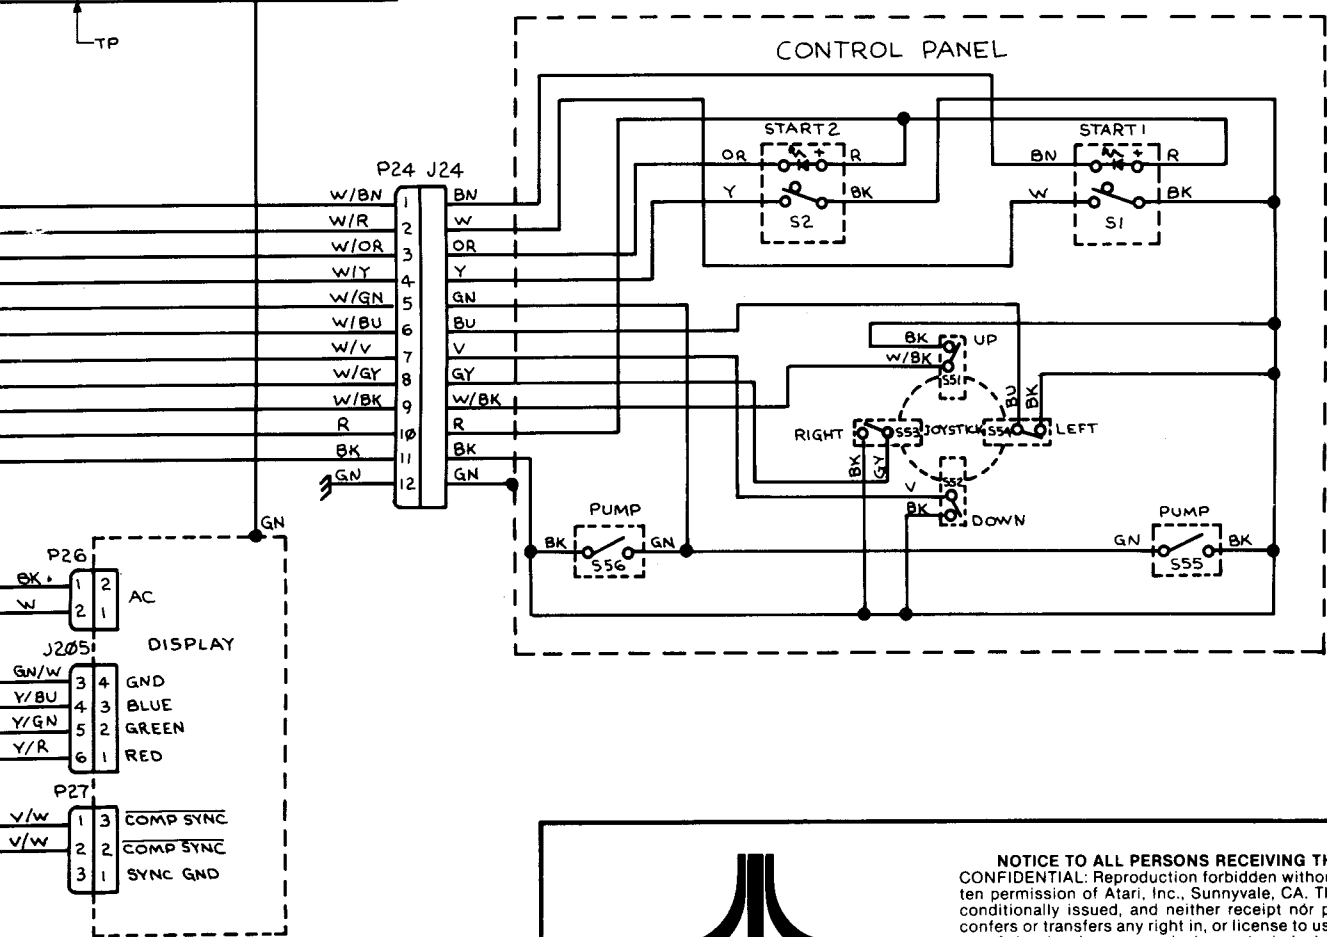 TP
CONTROL PANEL
START2
START1
OR
R
BN
R
Y
BK
W
BK
S2
S1
P24 J24
W/BN 1 BN
W/R 2 W
W/OR 3 OR
W/Y 4 Y
W/GN 5 GN
W/BU 6 BU
W/V 7 V
W/GY 8 GY
W/BK 9 W/BK
R 10 R
BK 11 BK
GN 12 GN
BK
UP
W/BK
S51
BU
BK
RIGHT
S53
JOYSTICK
S54
LEFT
BK
GY
S52
V
BK
DOWN
PUMP
BK
GN
S56
PUMP
GN
BK
S55
GN
P26
BK 1 2
W 2 1
AC
DISPLAY
J205
GN/W 3 4 GND
Y/BU 4 3 BLUE
Y/GN 5 2 GREEN
Y/R 6 1 RED
P27
V/W 1 3 COMP SYNC
V/W 2 2 COMP SYNC
3 1 SYNC GND
NOTICE TO ALL PERSONS RECEIVING TH
CONFIDENTIAL: Reproduction forbidden withou
ten permission of Atari, Inc., Sunnyvale, CA. Tl
conditionally issued, and neither receipt nor p
confers or transfers any right in, or license to us